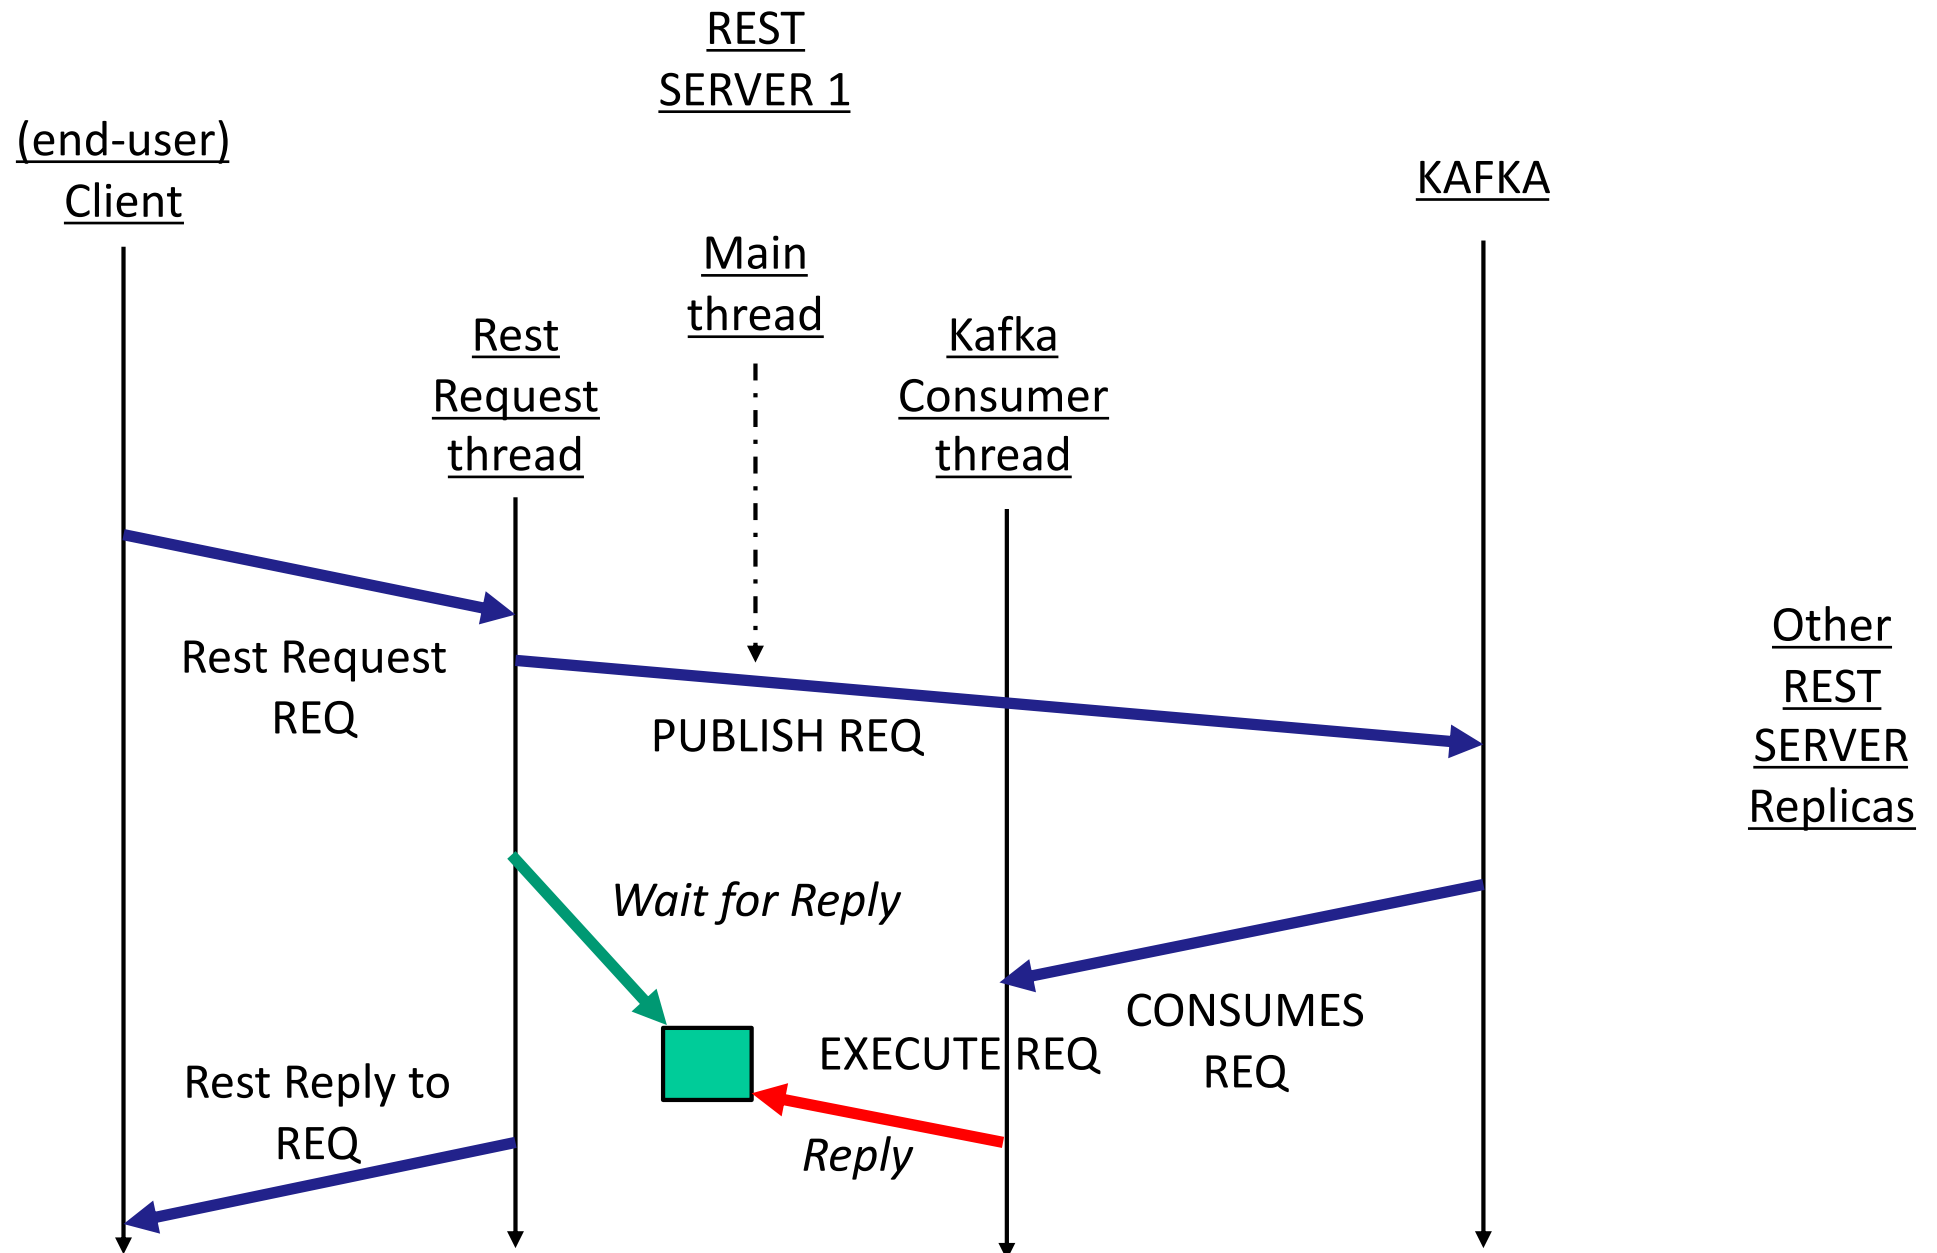 REST
SERVER 1
(end-user)
Client
KAFKA
Main
thread
Rest
Request
thread
Kafka
Consumer
thread
Rest Request
REQ
PUBLISH REQ
Other
REST
SERVER
Replicas
Wait for Reply
CONSUMES
REQ
EXECUTE REQ
Rest Reply to
REQ
Reply